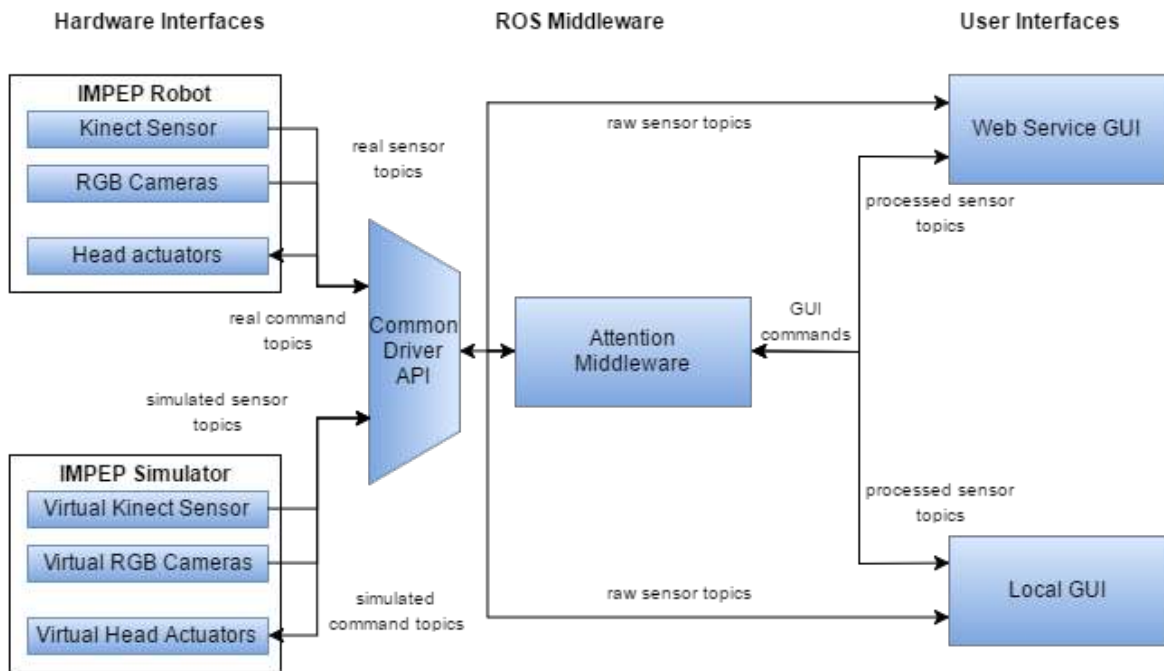 Hardware Interfaces
ROS Middleware
User Interfaces
IMPEP Robot
Kinect Sensor
RGB Cameras
Head actuators
real sensor
topics
real command
topics
simulated sensor
topics
IMPEP Simulator
Virtual Kinect Sensor
Virtual RGB Cameras
Virtual Head Actuators
simulated
command topics
Common
Driver
API
raw sensor topics
Attention
Middleware
raw sensor topics
GUI
commands
Web Service GUI
processed sensor
topics
processed sensor
topics
Local GUI